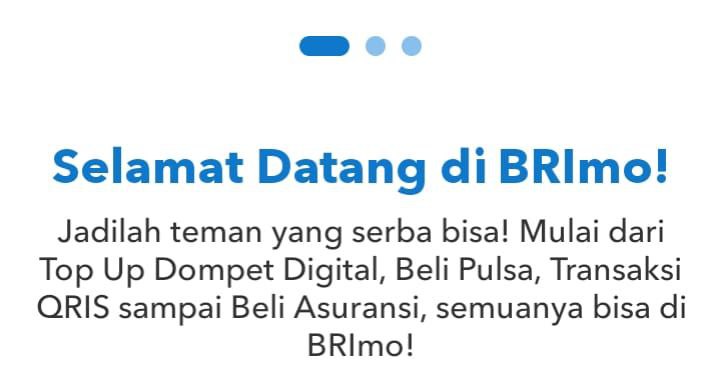 Selamat Datang di BRImo!
Jadilah teman yang serba bisa! Mulai dari
Top Up Dompet Digital, Beli Pulsa, Transaksi
QRIS sampai Beli Asuransi, semuanya bisa di
BRImo!